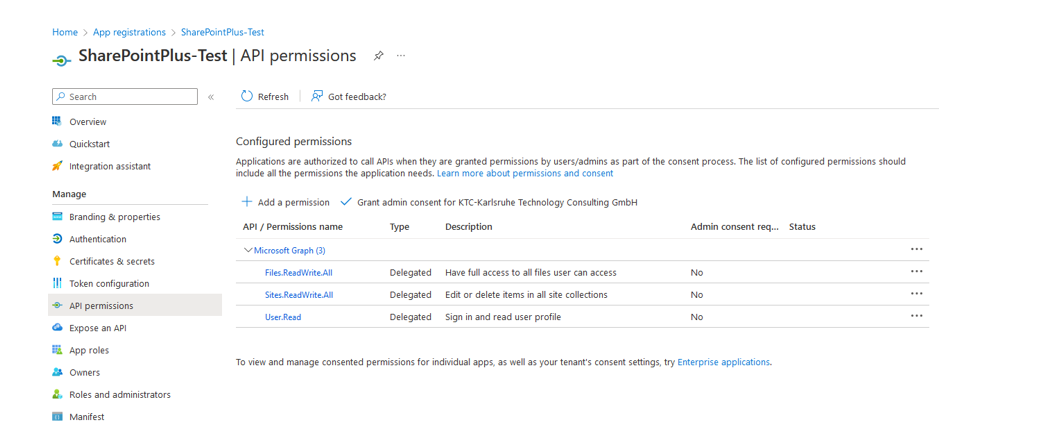 Home > App registrations > SharePointPlus-Test
SharePointPlus-Test | API permissions
Search
Refresh
Got feedback?
Overview
Quickstart
Integration assistant
Manage
Branding & properties
Authentication
Certificates & secrets
Token configuration
API permissions
Expose an API
App roles
Owners
Roles and administrators
Manifest
Configured permissions
Applications are authorized to call APIs when they are granted permissions by users/admins as part of the consent process. The list of configured permissions should
include all the permissions the application needs. Learn more about permissions and consent
Add a permission
Grant admin consent for KTC-Karlsruhe Technology Consulting GmbH
API / Permissions name Type Description Admin consent req... Status
Microsoft Graph (3)
Files.ReadWrite.All Delegated Have full access to all files user can access No
Sites.ReadWrite.All Delegated Edit or delete items in all site collections No
User.Read Delegated Sign in and read user profile No
To view and manage consented permissions for individual apps, as well as your tenant's consent settings, try Enterprise applications.